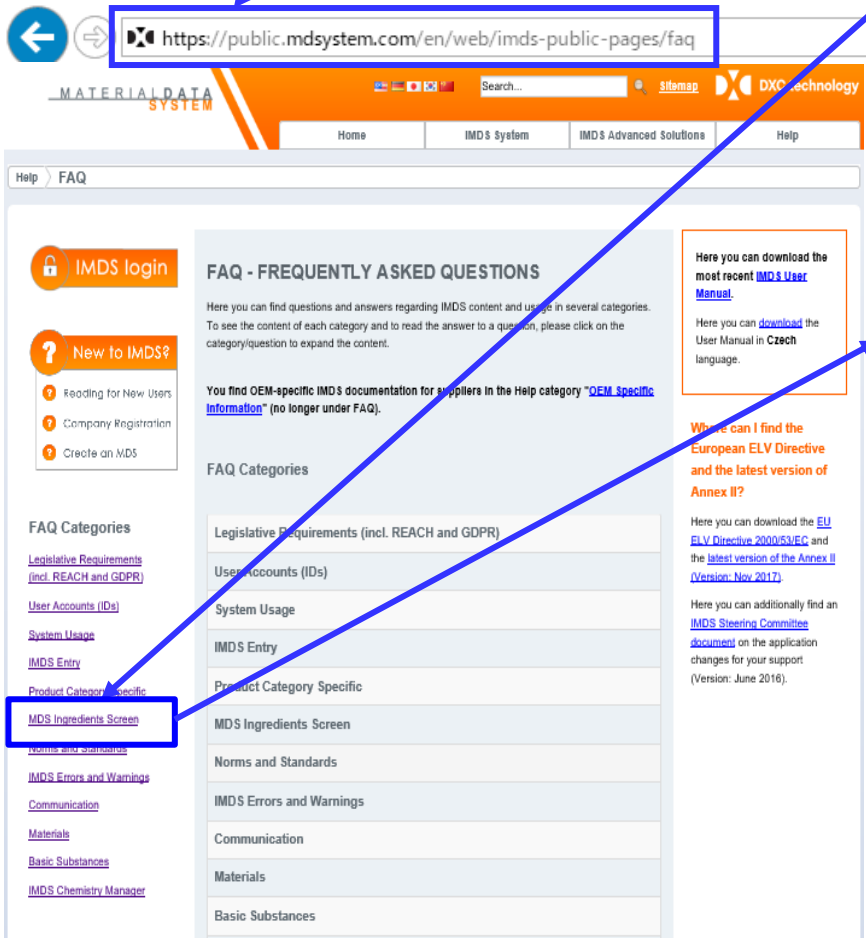 https://public.mdsystem.com/en/web/imds-public-pages/faq
MATERIAL DATA
SYSTEM
Search...
Sitemap
DXC.technology
Home
IMDS System
IMDS Advanced Solutions
Help
Help
FAQ
IMDS login
New to IMDS?
Reading for New Users
Company Registration
Create an MDS
FAQ Categories
Legislative Requirements
(incl. REACH and GDPR)
User Accounts (IDs)
System Usage
IMDS Entry
Product Category Specific
MDS Ingredients Screen
Norms and Standards
IMDS Errors and Warnings
Communication
Materials
Basic Substances
IMDS Chemistry Manager
FAQ - FREQUENTLY ASKED QUESTIONS
Here you can find questions and answers regarding IMDS content and usage in several categories.
To see the content of each category and to read the answer to a question, please click on the
category/question to expand the content.
You find OEM-specific IMDS documentation for suppliers in the Help category "OEM Specific
Information" (no longer under FAQ).
FAQ Categories
Legislative Requirements (incl. REACH and GDPR)
User Accounts (IDs)
System Usage
IMDS Entry
Product Category Specific
MDS Ingredients Screen
Norms and Standards
IMDS Errors and Warnings
Communication
Materials
Basic Substances
Here you can download the
most recent IMDS User
Manual.
Here you can download the
User Manual in Czech
language.
Where can I find the
European ELV Directive
and the latest version of
Annex II?
Here you can download the EU
ELV Directive 2000/53/EC and
the latest version of the Annex II
(Version: Nov 2017).
Here you can additionally find an
IMDS Steering Committee
document on the application
changes for your support
(Version: June 2016).